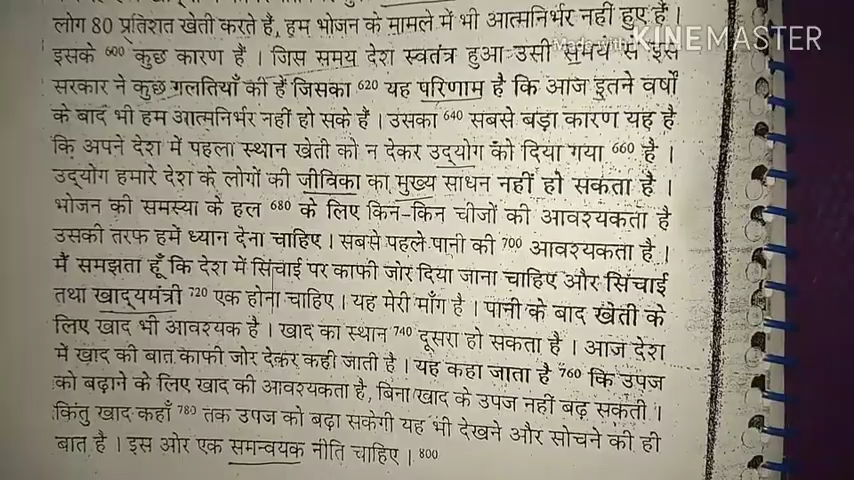 लोग 80 प्रतिशत खेती करते हैं, हम भोजन के मामले में भी आत्मनिर्भर नहीं हुए हैं ।
इसके 600 कुछ कारण हैं । जिस समय देश स्वतंत्र हुआ उसी समय से इस
सरकार ने कुछ गलतियाँ की हैं जिसका 620 यह परिणाम है कि आज इतने वर्षों
के बाद भी हम आत्मनिर्भर नहीं हो सके हैं । उसका 640 सबसे बड़ा कारण यह है
कि अपने देश में पहला स्थान खेती को न देकर उद्योग को दिया गया 660 है ।
उद्योग हमारे देश के लोगों की जीविका का मुख्य साधन नहीं हो सकता है ।
भोजन की समस्या के हल 680 के लिए किन-किन चीजों की आवश्यकता है
उसकी तरफ हमें ध्यान देना चाहिए । सबसे पहले पानी की 700 आवश्यकता है ।
मैं समझता हूँ कि देश में सिंचाई पर काफी जोर दिया जाना चाहिए और सिंचाई
तथा खाद्यमंत्री 720 एक होना चाहिए । यह मेरी माँग है । पानी के बाद खेती के
लिए खाद भी आवश्यक है । खाद का स्थान 740 दूसरा हो सकता है । आज देश
में खाद की बात काफी जोर देकर कही जाती है । यह कहा जाता है 760 कि उपज
को बढ़ाने के लिए खाद की आवश्यकता है, बिना खाद के उपज नहीं बढ़ सकती ।
किंतु खाद कहाँ 780 तक उपज को बढ़ा सकेगी यह भी देखने और सोचने की ही
बात है । इस ओर एक समन्वयक नीति चाहिए । 800
Made with KINEMASTER